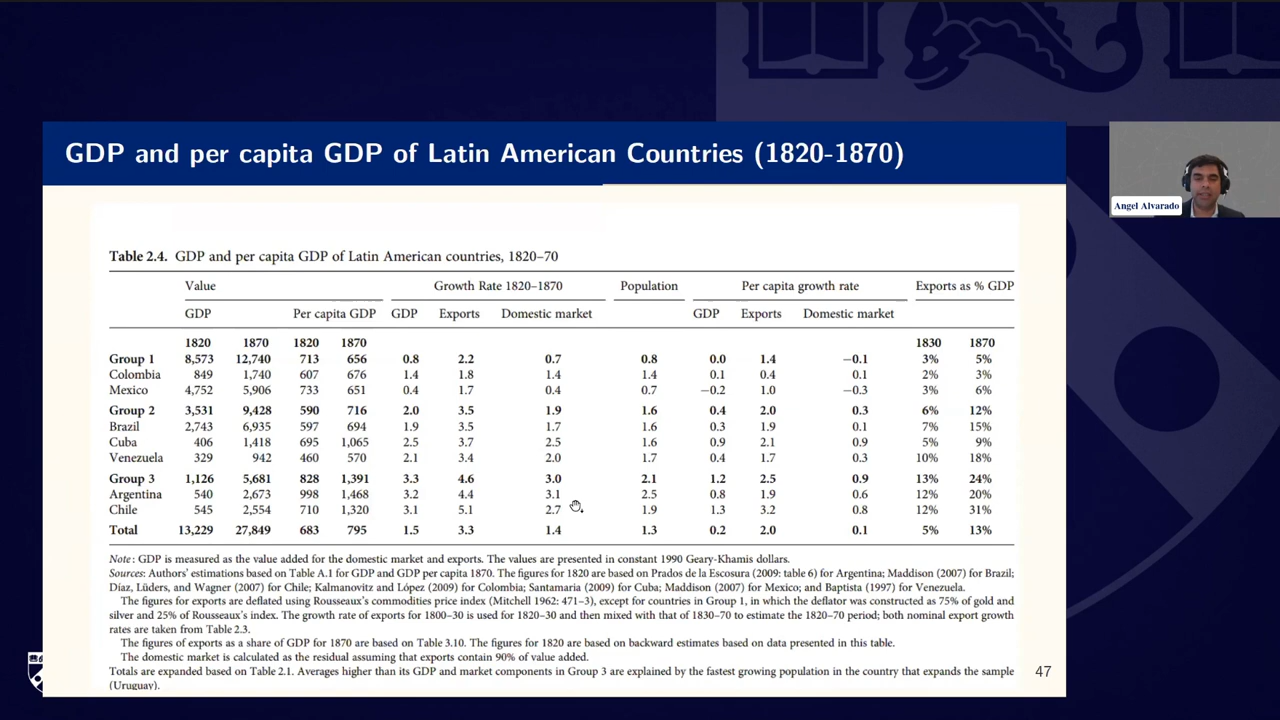 GDP and per capita GDP of Latin American Countries (1820-1870)
Angel Alvarado
Table 2.4. GDP and per capita GDP of Latin American countries, 1820–70
Value Growth Rate 1820–1870 Population Per capita growth rate Exports as % GDP
GDP Per capita GDP GDP Exports Domestic market GDP Exports Domestic market
1820 1870 1820 1870 1830 1870
Group 1 8,573 12,740 713 656 0.8 2.2 0.7 0.8 0.0 1.4 −0.1 3% 5%
Colombia 849 1,740 607 676 1.4 1.8 1.4 1.4 0.1 0.4 0.1 2% 3%
Mexico 4,752 5,906 733 651 0.4 1.7 0.4 0.7 −0.2 1.0 −0.3 3% 6%
Group 2 3,531 9,428 590 716 2.0 3.5 1.9 1.6 0.4 2.0 0.3 6% 12%
Brazil 2,743 6,935 597 694 1.9 3.5 1.7 1.6 0.3 1.9 0.1 7% 15%
Cuba 406 1,418 695 1,065 2.5 3.7 2.5 1.6 0.9 2.1 0.9 5% 9%
Venezuela 329 942 460 570 2.1 3.4 2.0 1.7 0.4 1.7 0.3 10% 18%
Group 3 1,126 5,681 828 1,391 3.3 4.6 3.0 2.1 1.2 2.5 0.9 13% 24%
Argentina 540 2,673 998 1,468 3.2 4.4 3.1 2.5 0.8 1.9 0.6 12% 20%
Chile 545 2,554 710 1,320 3.1 5.1 2.7 1.9 1.3 3.2 0.8 12% 31%
Total 13,229 27,849 683 795 1.5 3.3 1.4 1.3 0.2 2.0 0.1 5% 13%
Note: GDP is measured as the value added for the domestic market and exports. The values are presented in constant 1990 Geary-Khamis dollars.
Sources: Authors' estimations based on Table A.1 for GDP and GDP per capita 1870. The figures for 1820 are based on Prados de la Escosura (2009: table 6) for Argentina; Maddison (2007) for Brazil;
Díaz, Lüders, and Wagner (2007) for Chile; Kalmanovitz and López (2009) for Colombia; Santamaria (2009) for Cuba; Maddison (2007) for Mexico; and Baptista (1997) for Venezuela.
The figures for exports are deflated using Rousseaux's commodities price index (Mitchell 1962: 471–3), except for countries in Group 1, in which the deflator was constructed as 75% of gold and
silver and 25% of Rousseaux's index. The growth rate of exports for 1800–30 is used for 1820–30 and then mixed with that of 1830–70 to estimate the 1820–70 period; both nominal export growth
rates are taken from Table 2.3.
The figures of exports as a share of GDP for 1870 are based on Table 3.10. The figures for 1820 are based on backward estimates based on data presented in this table.
The domestic market is calculated as the residual assuming that exports contain 90% of value added.
Totals are expanded based on Table 2.1. Averages higher than its GDP and market components in Group 3 are explained by the fastest growing population in the country that expands the sample
(Uruguay).
47